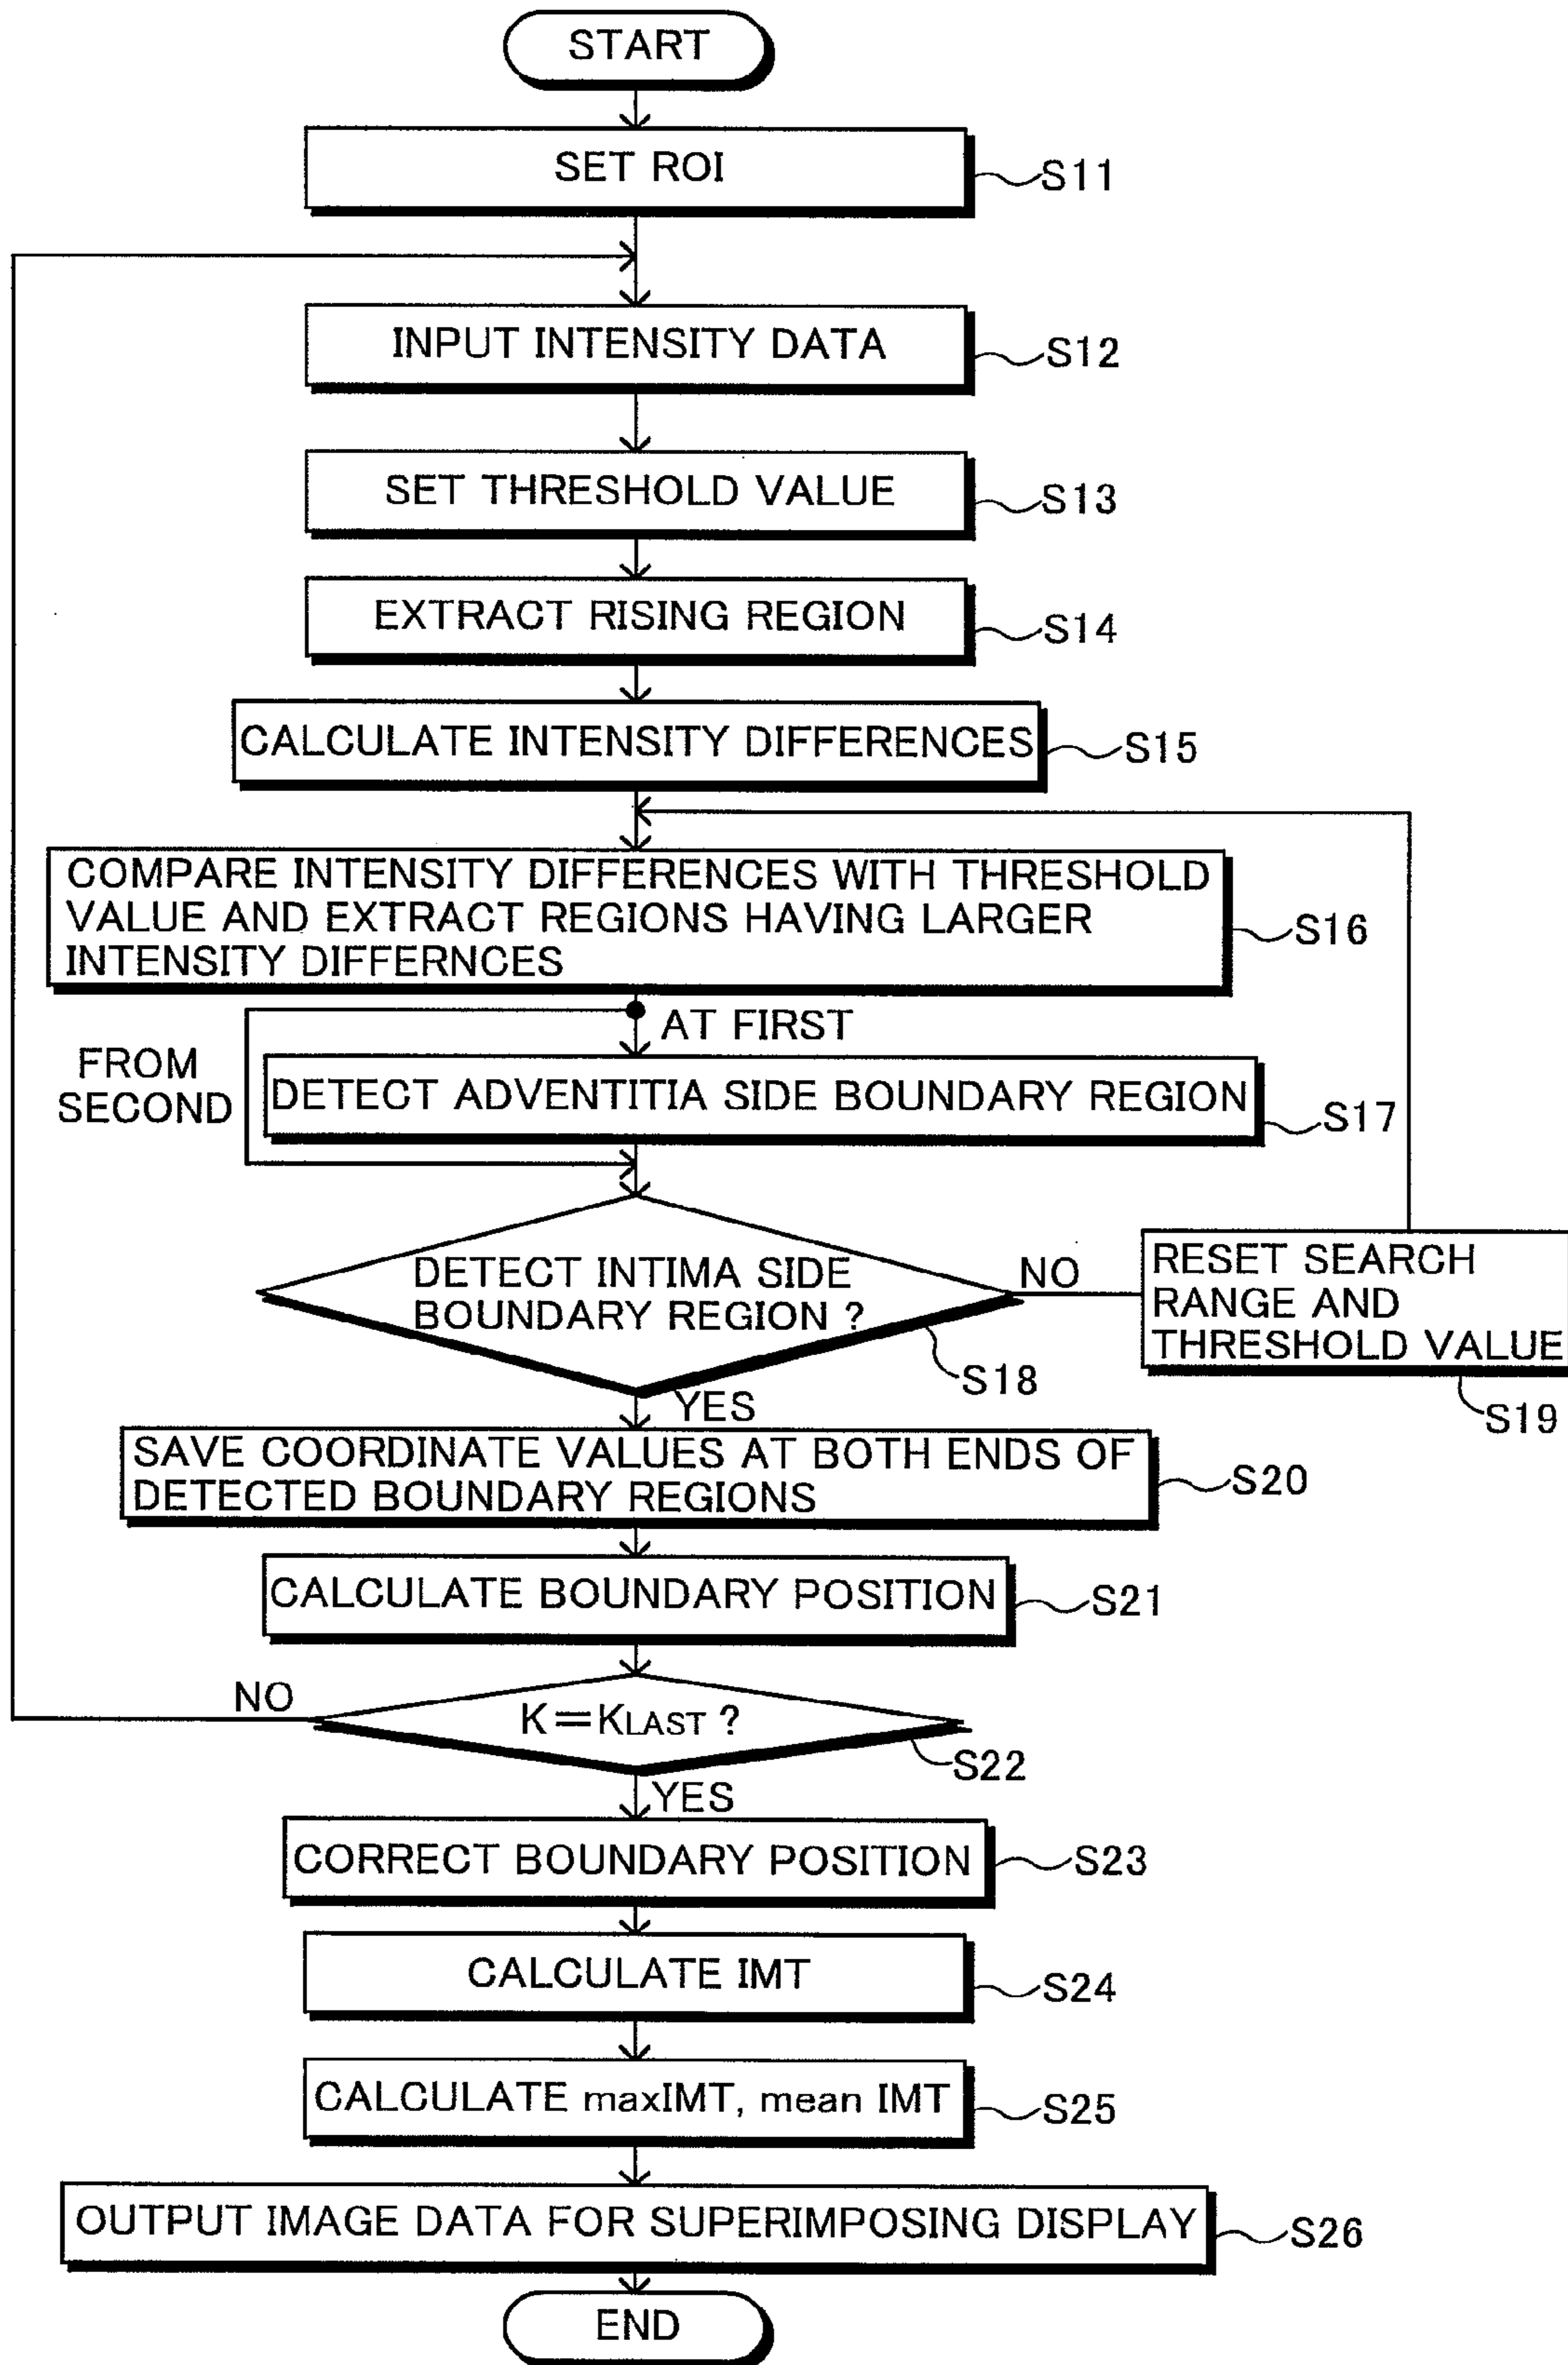 START
SET ROI
S11
INPUT INTENSITY DATA
S12
SET THRESHOLD VALUE
S13
EXTRACT RISING REGION
S14
CALCULATE INTENSITY DIFFERENCES
S15
COMPARE INTENSITY DIFFERENCES WITH THRESHOLD
VALUE AND EXTRACT REGIONS HAVING LARGER
INTENSITY DIFFERNCES
S16
AT FIRST
FROM
SECOND
DETECT ADVENTITIA SIDE BOUNDARY REGION
S17
DETECT INTIMA SIDE
BOUNDARY REGION ?
S18
NO
RESET SEARCH
RANGE AND
THRESHOLD VALUE
S19
YES
SAVE COORDINATE VALUES AT BOTH ENDS OF
DETECTED BOUNDARY REGIONS
S20
CALCULATE BOUNDARY POSITION
S21
NO
K=KLAST ?
S22
YES
CORRECT BOUNDARY POSITION
S23
CALCULATE IMT
S24
CALCULATE maxIMT, mean IMT
S25
OUTPUT IMAGE DATA FOR SUPERIMPOSING DISPLAY
S26
END